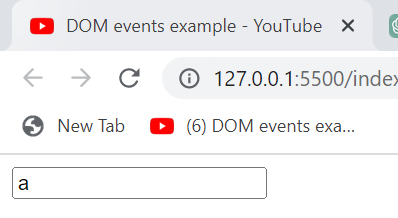 DOM events example - YouTube
127.0.0.1:5500/index
New Tab
(6) DOM events exa...
a